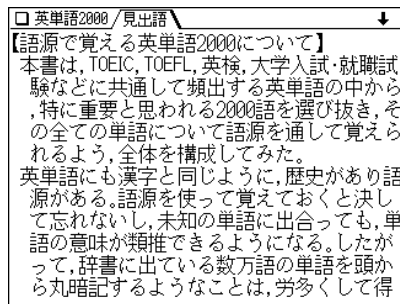 英単語2000/見出語
【語源で覚える英単語2000について】
本書は,TOEIC,TOEFL,英検,大学入試・就職試
験などに共通して頻出する英単語の中から
,特に重要と思われる2000語を選び抜き,そ
の全ての単語について語源を通して覚えら
れるよう,全体を構成してみた。
英単語にも漢字と同じように,歴史があり語
源がある。語源を使って覚えておくと決し
て忘れないし,未知の単語に出合っても,単
語の意味が類推できるようになる。したが
って,辞書に出ている数万語の単語を頭か
ら丸暗記するようなことは,労多くして得